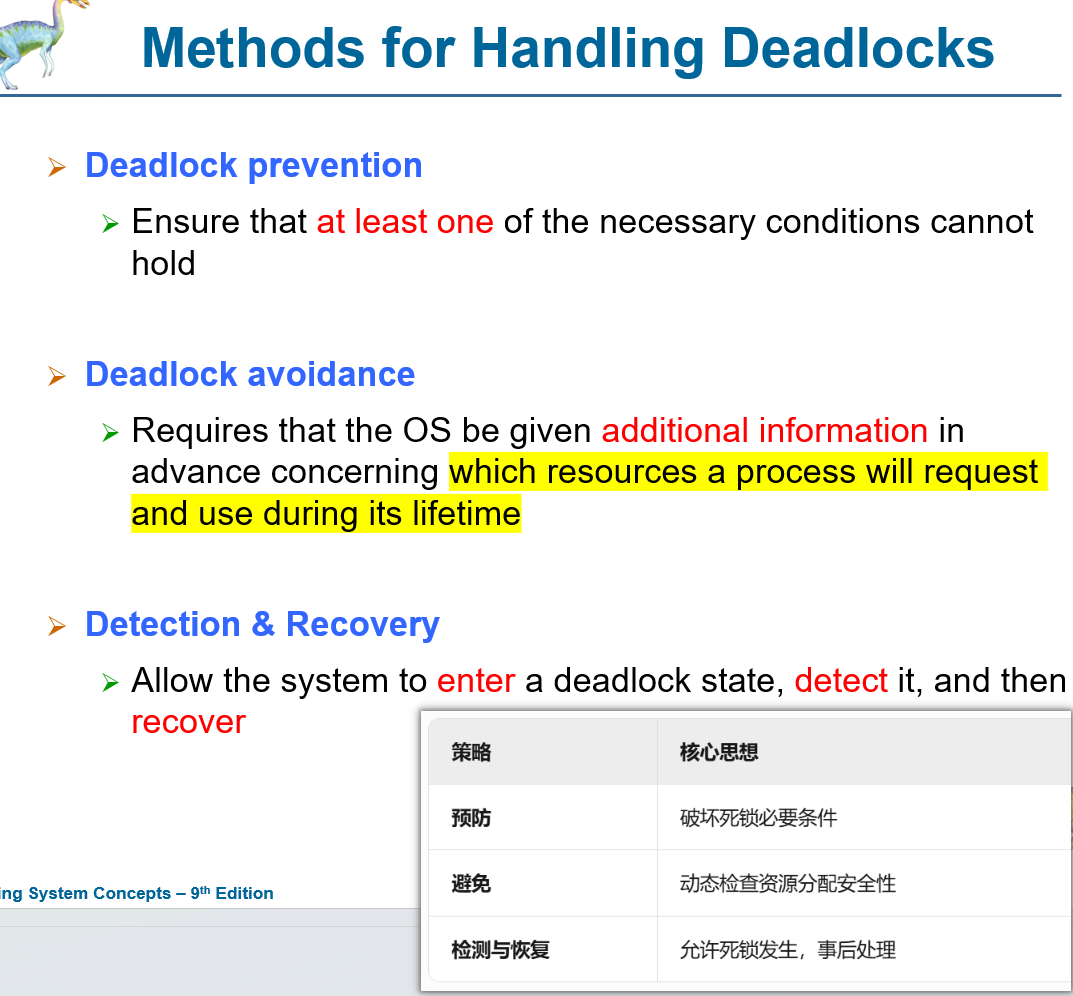 Methods for Handling Deadlocks
Deadlock prevention
Ensure that at least one of the necessary conditions cannot
hold
Deadlock avoidance
Requires that the OS be given additional information in
advance concerning which resources a process will request
and use during its lifetime
Detection & Recovery
Allow the system to enter a deadlock state, detect it, and then
recover
策略 核心思想
预防 破坏死锁必要条件
避免 动态检查资源分配安全性
检测与恢复 允许死锁发生，事后处理
ing System Concepts – 9th Edition